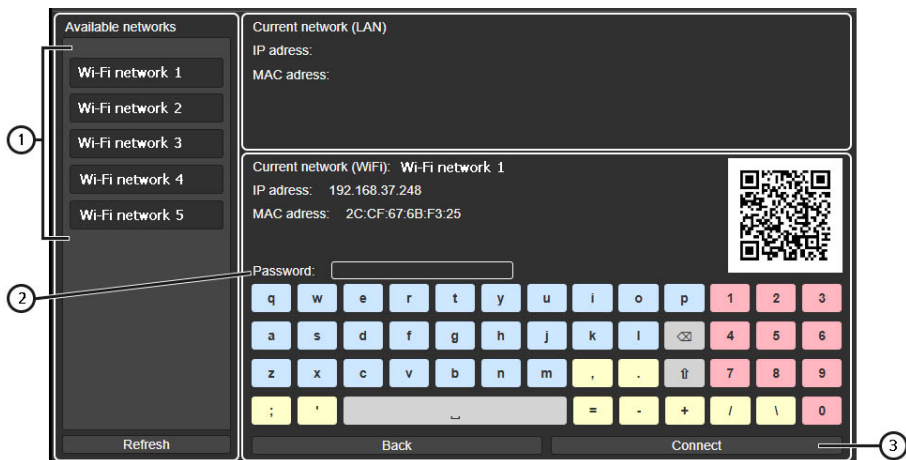 Available networks
Wi-Fi network 1
Wi-Fi network 2
Wi-Fi network 3
Wi-Fi network 4
Wi-Fi network 5
Refresh
Current network (LAN)
IP adress:
MAC adress:
Current network (WiFi): Wi-Fi network 1
IP adress: 192.168.37.248
MAC adress: 2C:CF:67:6B:F3:25
Password:
q w e r t y u i o p 1 2 3
a s d f g h j k l ⌫ 4 5 6
z x c v b n m , . ⇧ 7 8 9
; ' ⎵ = - + / \ 0
Back Connect
1
2
3